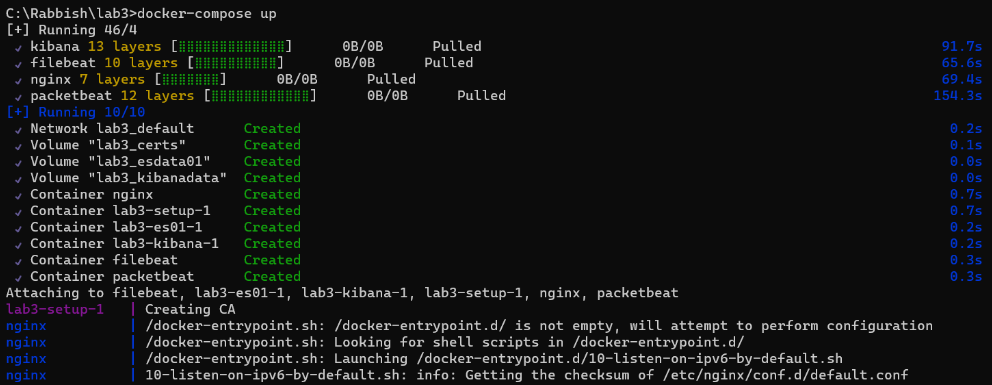 C:\Rabbish\lab3>docker-compose up
[+] Running 46/4
✓ kibana 13 layers [⣿⣿⣿⣿⣿⣿⣿⣿⣿⣿⣿⣿⣿] 0B/0B Pulled 91.7s
✓ filebeat 10 layers [⣿⣿⣿⣿⣿⣿⣿⣿⣿⣿] 0B/0B Pulled 65.6s
✓ nginx 7 layers [⣿⣿⣿⣿⣿⣿⣿] 0B/0B Pulled 69.4s
✓ packetbeat 12 layers [⣿⣿⣿⣿⣿⣿⣿⣿⣿⣿⣿⣿] 0B/0B Pulled 154.3s
[+] Running 10/10
✓ Network lab3_default Created 0.2s
✓ Volume "lab3_certs" Created 0.1s
✓ Volume "lab3_esdata01" Created 0.0s
✓ Volume "lab3_kibanadata" Created 0.0s
✓ Container nginx Created 0.7s
✓ Container lab3-setup-1 Created 0.7s
✓ Container lab3-es01-1 Created 0.2s
✓ Container lab3-kibana-1 Created 0.2s
✓ Container filebeat Created 0.3s
✓ Container packetbeat Created 0.3s
Attaching to filebeat, lab3-es01-1, lab3-kibana-1, lab3-setup-1, nginx, packetbeat
lab3-setup-1 | Creating CA
nginx | /docker-entrypoint.sh: /docker-entrypoint.d/ is not empty, will attempt to perform configuration
nginx | /docker-entrypoint.sh: Looking for shell scripts in /docker-entrypoint.d/
nginx | /docker-entrypoint.sh: Launching /docker-entrypoint.d/10-listen-on-ipv6-by-default.sh
nginx | 10-listen-on-ipv6-by-default.sh: info: Getting the checksum of /etc/nginx/conf.d/default.conf